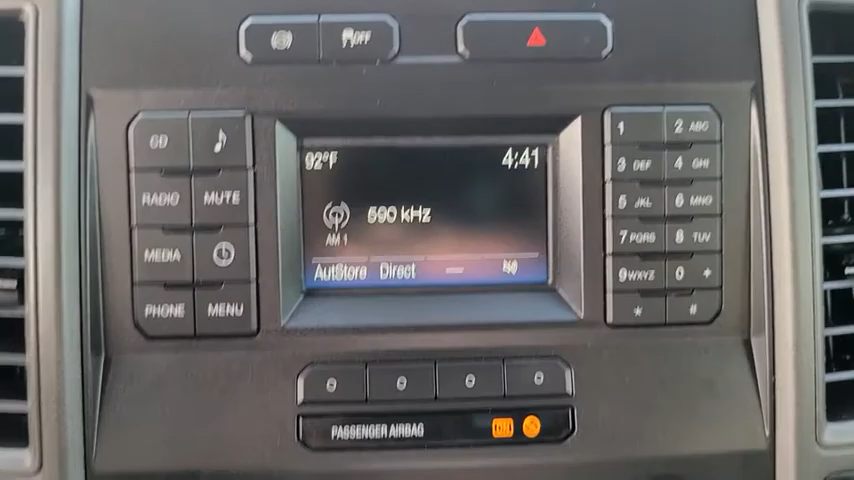 OFF
CD
RADIO MUTE
MEDIA
PHONE MENU
92°F 4:41
590 kHz
AM 1
AutStore Direct
1 2 ABC
3 DEF 4 GHI
5 JKL 6 MNO
7 PQRS 8 TUV
9 WXYZ 0 +
* #
PASSENGER AIRBAG